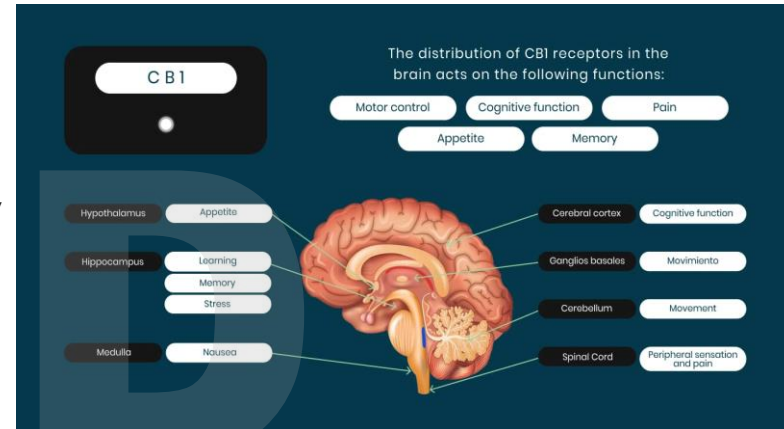 CB1
The distribution of CB1 receptors in the
brain acts on the following functions:
Motor control
Cognitive function
Pain
Appetite
Memory
Hypothalamus
Appetite
Hippocampus
Learning
Memory
Stress
Medulla
Nausea
Cerebral cortex
Cognitive function
Ganglios basales
Movimiento
Cerebellum
Movement
Spinal Cord
Peripheral sensation
and pain
D